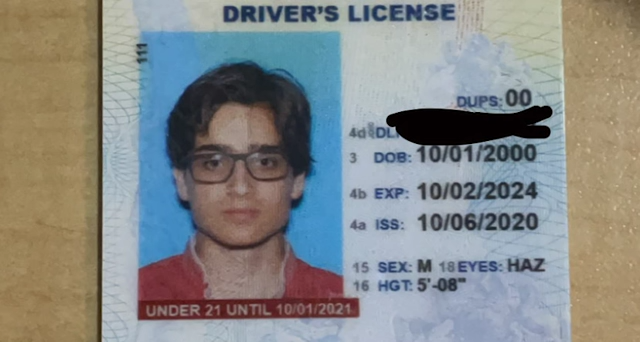 DRIVER'S LICENSE
111
DUPS: 00
4d DL
3 DOB: 10/01/2000
4b EXP: 10/02/2024
4a ISS: 10/06/2020
15 SEX: M 18 EYES: HAZ
16 HGT: 5'-08"
UNDER 21 UNTIL 10/01/2021